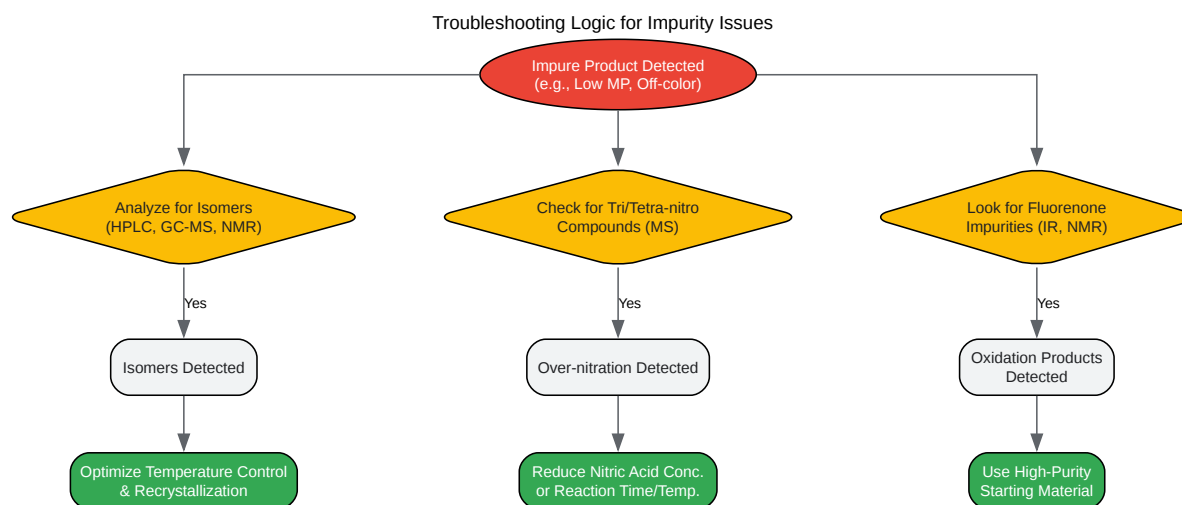 Troubleshooting Logic for Impurity Issues
Impure Product Detected
(e.g., Low MP, Off-color)
Analyze for Isomers
(HPLC, GC-MS, NMR)
Check for Tri/Tetra-nitro
Compounds (MS)
Look for Fluorenone
Impurities (IR, NMR)
Yes
Yes
Yes
Isomers Detected
Over-nitration Detected
Oxidation Products
Detected
Optimize Temperature Control
& Recrystallization
Reduce Nitric Acid Conc.
or Reaction Time/Temp.
Use High-Purity
Starting Material